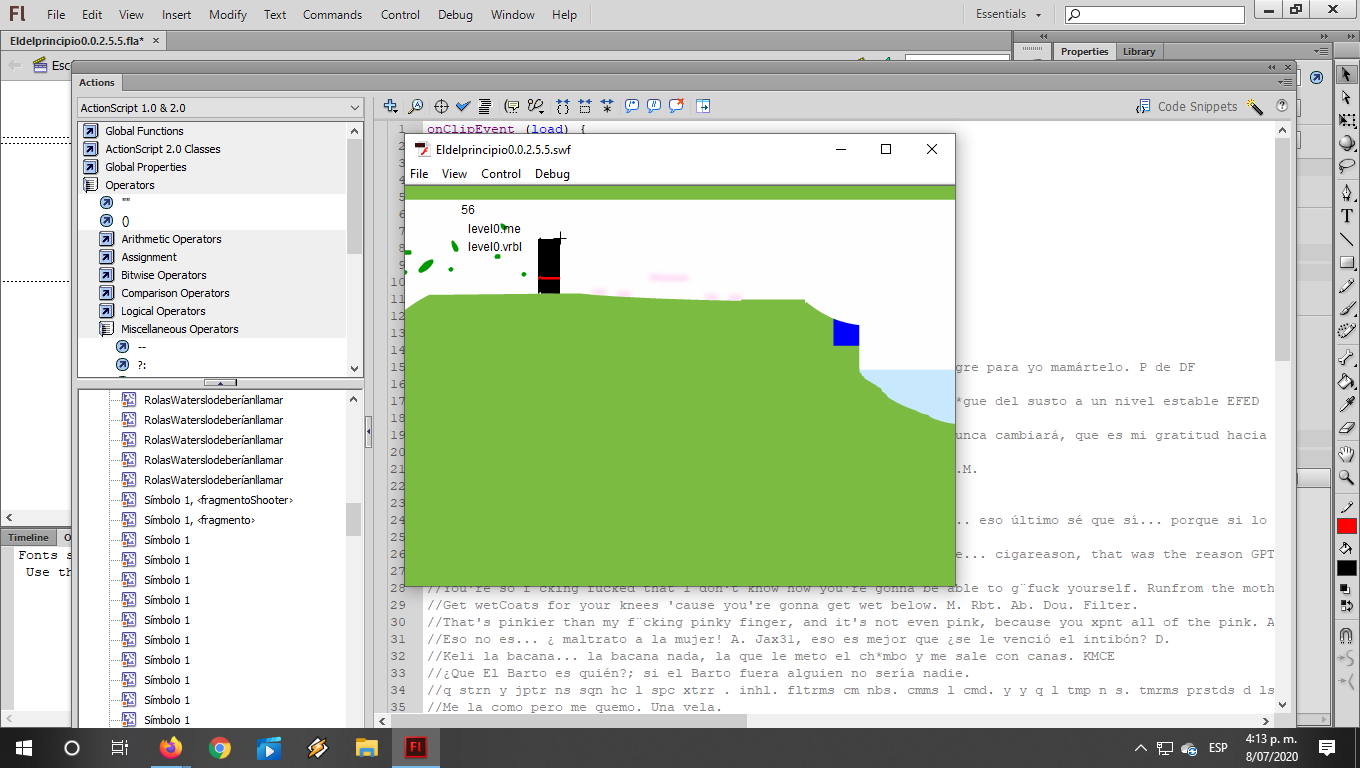 Fl File Edit View Insert Modify Text Commands Control Debug Window Help Essentials
Eldelprincipio0.0.2.5.5.fla* ×
Properties Library
Esc
Actions
ActionScript 1.0 & 2.0
Code Snippets
Global Functions
ActionScript 2.0 Classes
Global Properties
Operators
""
()
Arithmetic Operators
Assignment
Bitwise Operators
Comparison Operators
Logical Operators
Miscellaneous Operators
--
?:
RolasWaterslodeberíanllamar
RolasWaterslodeberíanllamar
RolasWaterslodeberíanllamar
RolasWaterslodeberíanllamar
RolasWaterslodeberíanllamar
Símbolo 1, <fragmentoShooter>
Símbolo 1, <fragmento>
Símbolo 1
Símbolo 1
Símbolo 1
Símbolo 1
Símbolo 1
Símbolo 1
Símbolo 1
Símbolo 1
Símbolo 1
Símbolo 1
Timeline O
Fonts s
Use th
1 onClipEvent (load) {
2
3
4
5
6
7
8
9
10
11
12
13
14
15 gre para yo mamártelo. P de DF
16
17 *gue del susto a un nivel estable EFED
18
19 unca cambiará, que es mi gratitud hacia
20
21 .M.
22
23
24 .. eso último sé que sí... porque si lo
25
26 e... cigareason, that was the reason GPT
27
28 //You're so f cking fucked that I don't know how you're gonna be able to g¨fuck yourself. Runfrom the moth
29 //Get wetCoats for your knees 'cause you're gonna get wet below. M. Rbt. Ab. Dou. Filter.
30 //That's pinkier than my f¨cking pinky finger, and it's not even pink, because you xpnt all of the pink. A
31 //Eso no es... ¿ maltrato a la mujer! A. Jax31, eso es mejor que ¿se le venció el intibón? D.
32 //Keli la bacana... la bacana nada, la que le meto el ch*mbo y me sale con canas. KMCE
33 //¿Que El Barto es quién?; si el Barto fuera alguien no sería nadie.
34 //q strn y jptr ns sqn hc l spc xtrr . inhl. fltrms cm nbs. cmms l cmd. y y q l tmp n s. tmrms prstds d ls
35 //Me la como pero me quemo. Una vela.
Eldelprincipio0.0.2.5.5.swf
File View Control Debug
56
level0.me
level0.vrbl
ESP
4:13 p. m.
8/07/2020